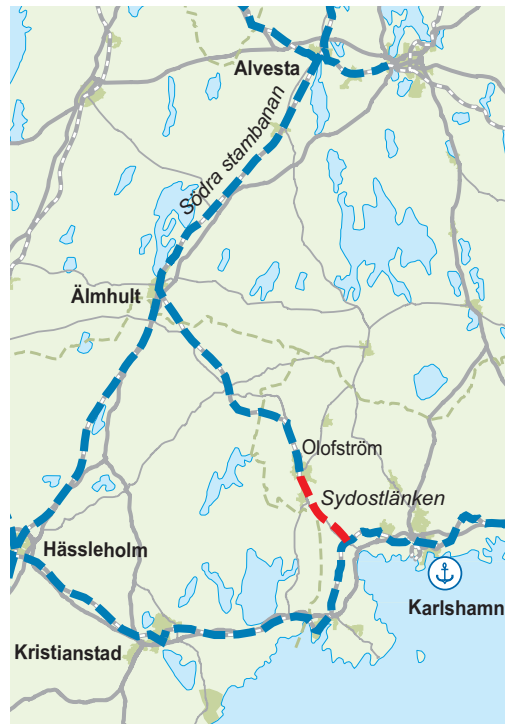 Alvesta
Södra stambanan
Älmhult
Olofström
Sydostlänken
Hässleholm
Karlshamn
Kristianstad